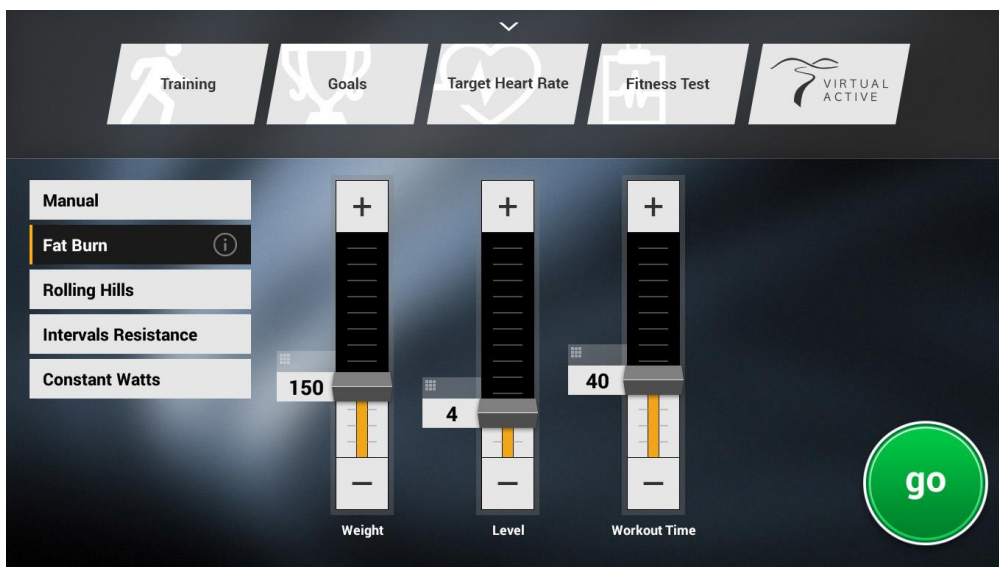 Training
Goals
Target Heart Rate
Fitness Test
VIRTUAL
ACTIVE
Manual
Fat Burn
Rolling Hills
Intervals Resistance
Constant Watts
+
+
+
150
4
40
−
−
−
Weight
Level
Workout Time
go